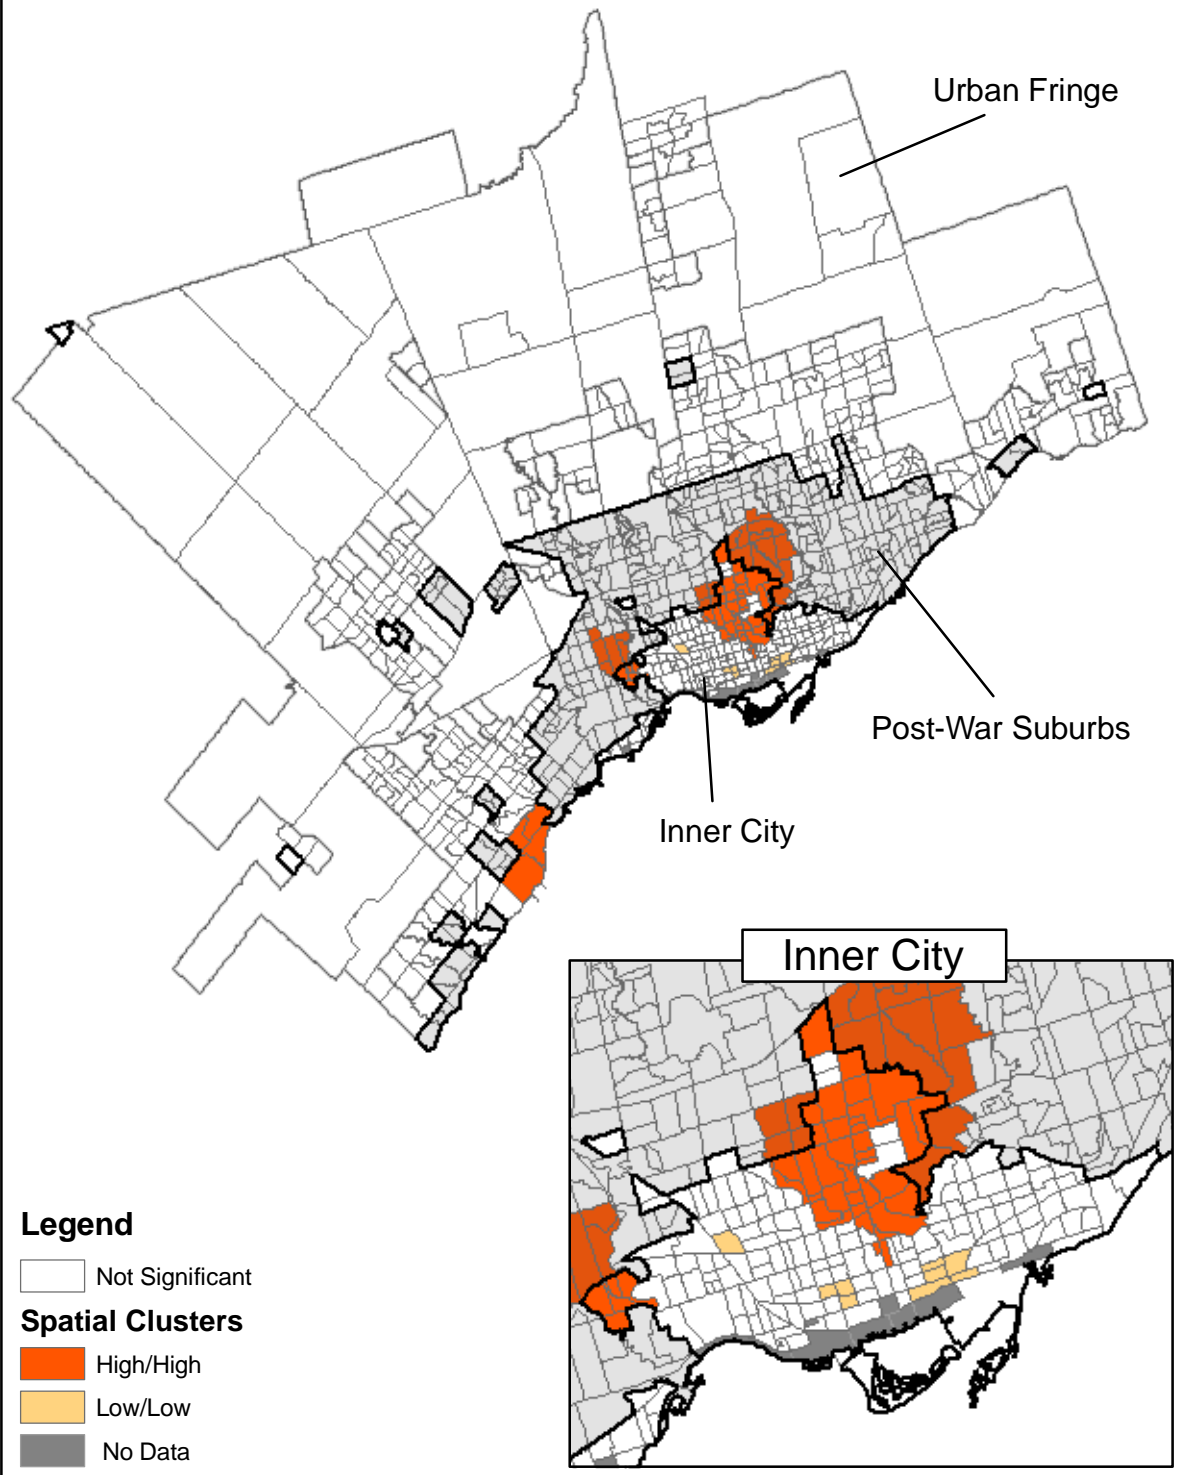 Urban Fringe
Post-War Suburbs
Inner City
Inner City
Legend
Not Significant
Spatial Clusters
High/High
Low/Low
No Data